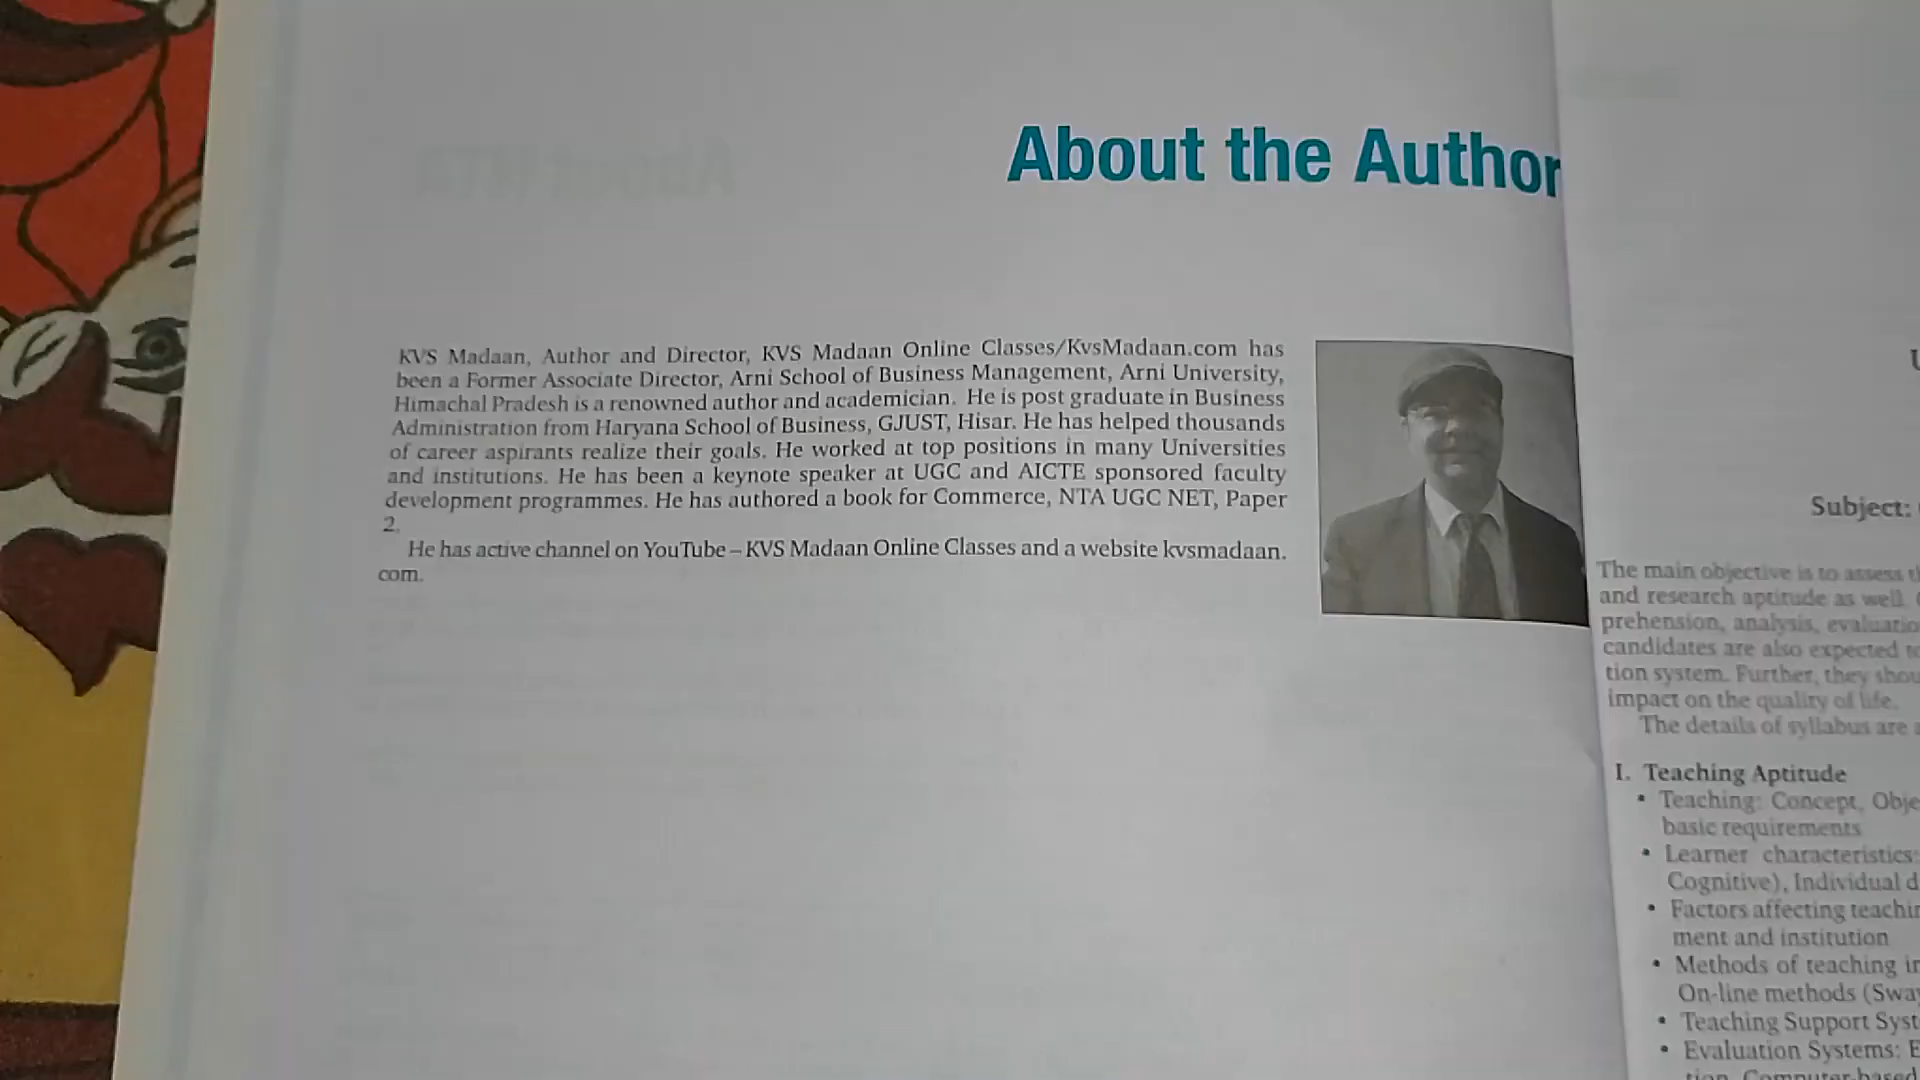 About the Author
KVS Madaan, Author and Director, KVS Madaan Online Classes/KvsMadaan.com has
been a Former Associate Director, Arni School of Business Management, Arni University,
Himachal Pradesh is a renowned author and academician. He is post graduate in Business
Administration from Haryana School of Business, GJUST, Hisar. He has helped thousands
of career aspirants realize their goals. He worked at top positions in many Universities
and institutions. He has been a keynote speaker at UGC and AICTE sponsored faculty
development programmes. He has authored a book for Commerce, NTA UGC NET, Paper
2.
He has active channel on YouTube – KVS Madaan Online Classes and a website kvsmadaan.
com.
Subject:
The main objective is to assess
and research aptitude as well.
prehension, analysis,
candidates are also expected
tion system. Further, they
impact on the quality of life.
The details of syllabus are
I. Teaching Aptitude
• Teaching: Concept,
basic requirements
• Learner characteristics:
Cognitive), Individual
• Factors affecting
ment and institution
• Methods of teaching
On-line methods
• Teaching Support
• Evaluation Systems: